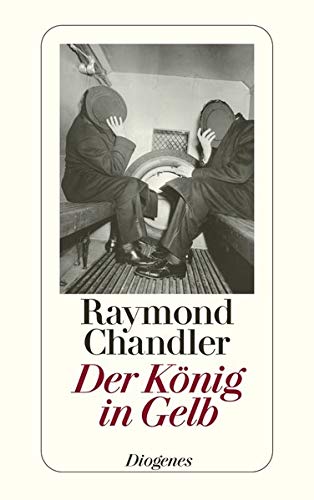 Raymond
Chandler
Der König
in Gelb
Diogenes